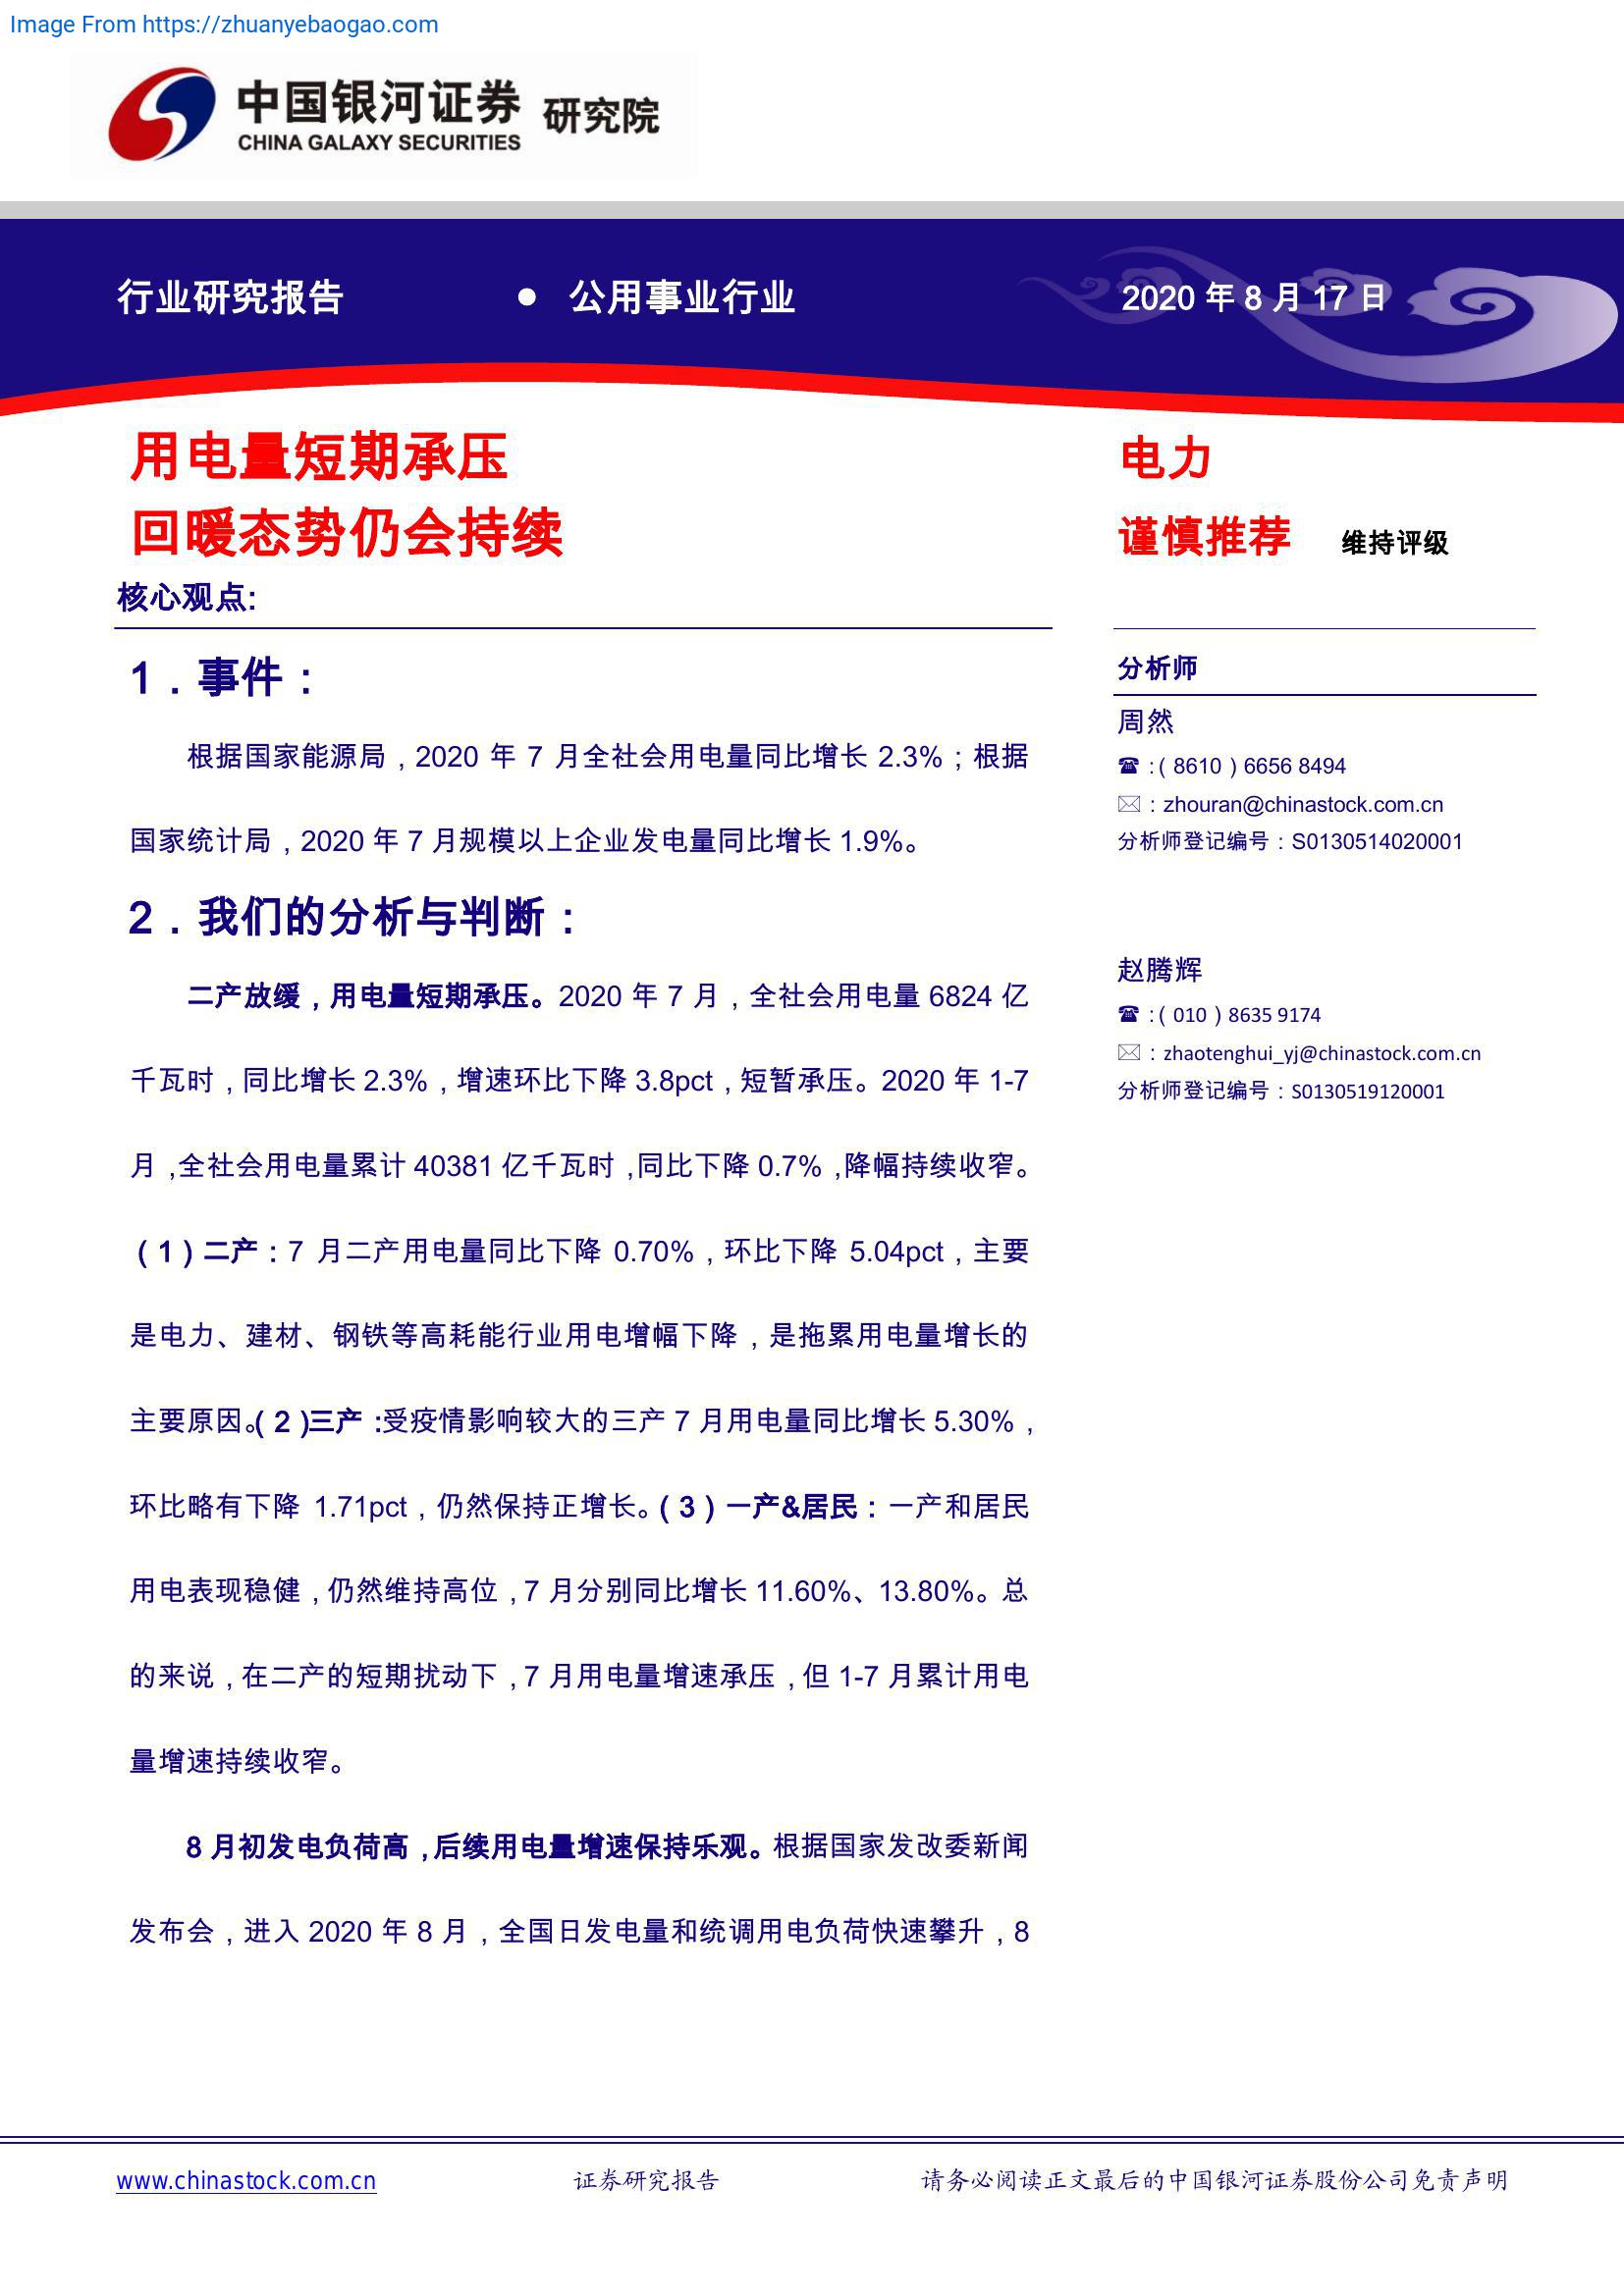 Image From https://zhuanyebaogao.com
中国银河证券 研究院
CHINA GALAXY SECURITIES
行业研究报告 ● 公用事业行业 2020 年 8 月 17 日
用电量短期承压
回暖态势仍会持续
核心观点:
1．事件：
根据国家能源局，2020 年 7 月全社会用电量同比增长 2.3%；根据
国家统计局，2020 年 7 月规模以上企业发电量同比增长 1.9%。
2．我们的分析与判断：
二产放缓，用电量短期承压。2020 年 7 月，全社会用电量 6824 亿
千瓦时，同比增长 2.3%，增速环比下降 3.8pct，短暂承压。2020 年 1-7
月，全社会用电量累计 40381 亿千瓦时，同比下降 0.7%，降幅持续收窄。
（1）二产：7 月二产用电量同比下降 0.70%，环比下降 5.04pct，主要
是电力、建材、钢铁等高耗能行业用电增幅下降，是拖累用电量增长的
主要原因。（2）三产：受疫情影响较大的三产 7 月用电量同比增长 5.30%，
环比略有下降 1.71pct，仍然保持正增长。（3）一产&居民：一产和居民
用电表现稳健，仍然维持高位，7 月分别同比增长 11.60%、13.80%。总
的来说，在二产的短期扰动下，7 月用电量增速承压，但 1-7 月累计用电
量增速持续收窄。
8 月初发电负荷高，后续用电量增速保持乐观。根据国家发改委新闻
发布会，进入 2020 年 8 月，全国日发电量和统调用电负荷快速攀升，8
电力
谨慎推荐 维持评级
分析师
周然
☎：（8610）6656 8494
✉：zhouran@chinastock.com.cn
分析师登记编号：S0130514020001
赵腾辉
☎：（010）8635 9174
✉：zhaotenghui_yj@chinastock.com.cn
分析师登记编号：S0130519120001
www.chinastock.com.cn 证券研究报告 请务必阅读正文最后的中国银河证券股份公司免责声明